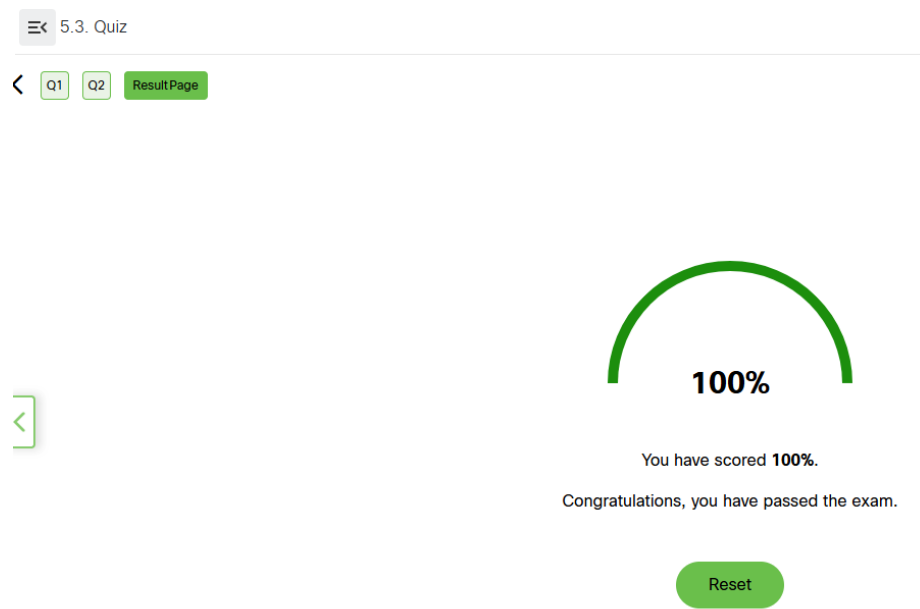 5.3. Quiz
Q1 Q2 Result Page
100%
You have scored 100%.
Congratulations, you have passed the exam.
Reset